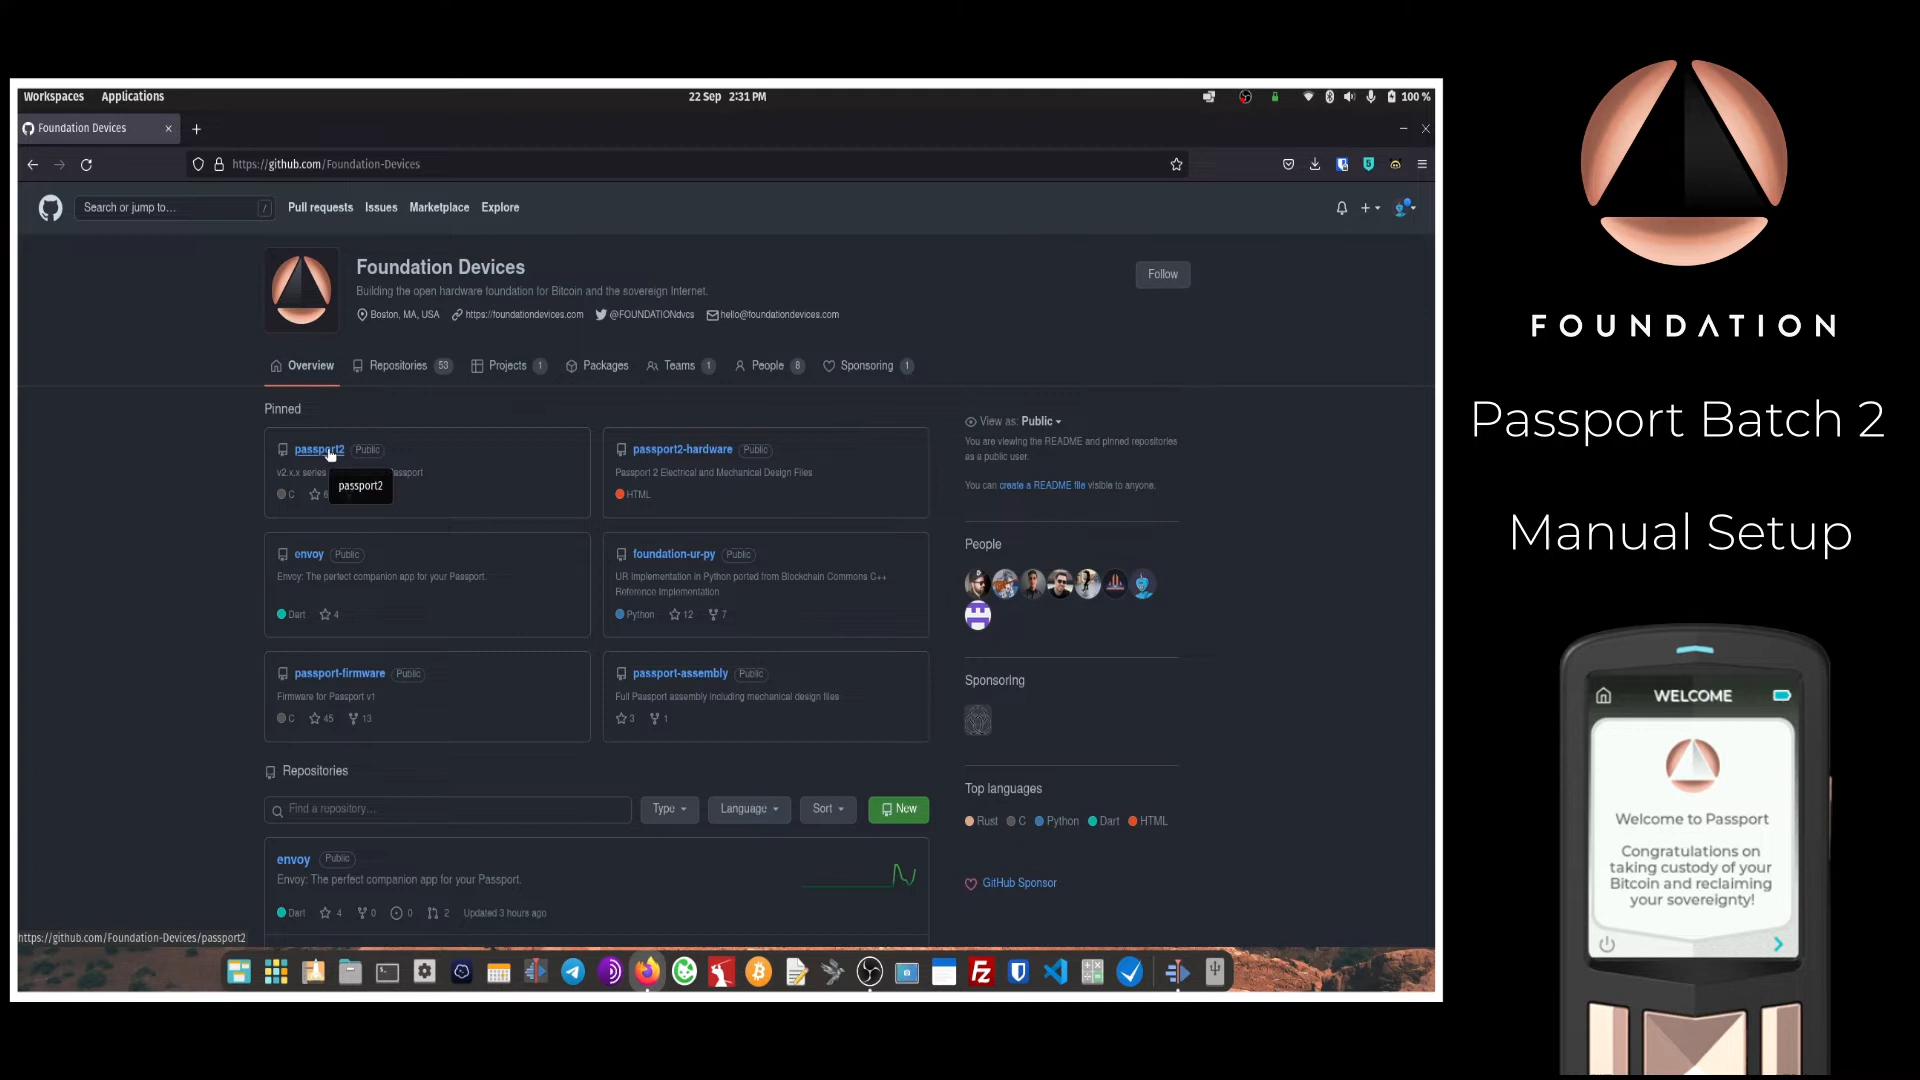 Workspaces Applications 22 Sep 2:31 PM 100 %
Foundation Devices
https://github.com/Foundation-Devices
Search or jump to... / Pull requests Issues Marketplace Explore
Foundation Devices
Follow
Building the open hardware foundation for Bitcoin and the sovereign Internet.
Boston, MA, USA https://foundationdevices.com @FOUNDATIONdvcs hello@foundationdevices.com
Overview Repositories 53 Projects 1 Packages Teams 1 People 8 Sponsoring 1
Pinned
passport2 Public
v2.x.x series assport
C 6
passport2
passport2-hardware Public
Passport 2 Electrical and Mechanical Design Files
HTML
envoy Public
Envoy: The perfect companion app for your Passport.
Dart 4
foundation-ur-py Public
UR Implementation in Python ported from Blockchain Commons C++
Reference Implementation
Python 12 7
passport-firmware Public
Firmware for Passport v1
C 45 13
passport-assembly Public
Full Passport assembly including mechanical design files
3 1
View as: Public
You are viewing the README and pinned repositories
as a public user.
You can create a README file visible to anyone.
People
Sponsoring
Top languages
Rust C Python Dart HTML
GitHub Sponsor
Repositories
Find a repository... Type Language Sort New
envoy Public
Envoy: The perfect companion app for your Passport.
Dart 4 0 0 2 Updated 3 hours ago
https://github.com/Foundation-Devices/passport2
FOUNDATION
Passport Batch 2
Manual Setup
WELCOME
Welcome to Passport
Congratulations on
taking custody of your
Bitcoin and reclaiming
your sovereignty!